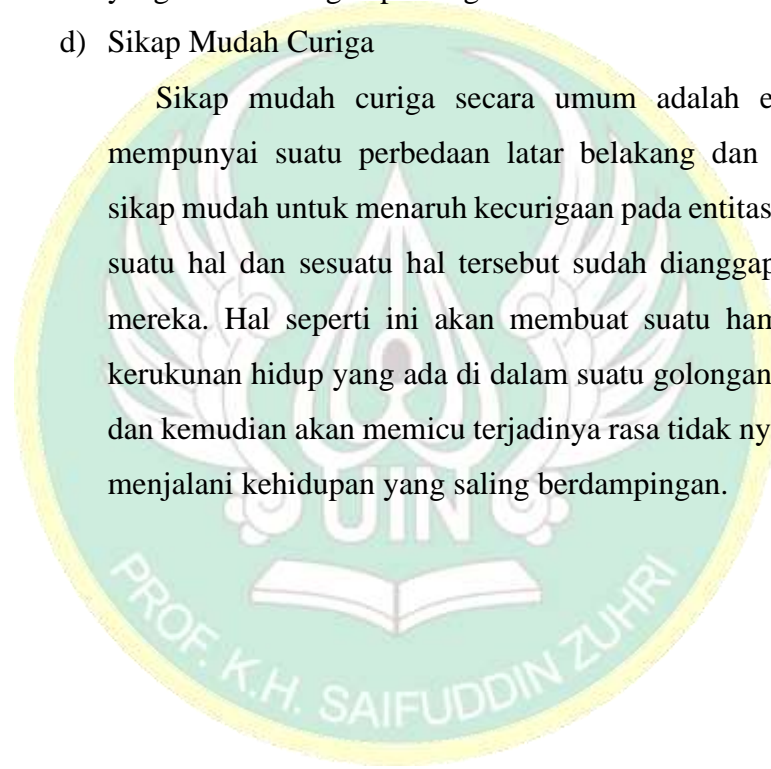 d) Sikap Mudah Curiga
Sikap mudah curiga secara umum adalah
mempunyai suatu perbedaan latar belakang dan
sikap mudah untuk menaruh kecurigaan pada entitas
suatu hal dan sesuatu hal tersebut sudah dianggap
mereka. Hal seperti ini akan membuat suatu
kerukunan hidup yang ada di dalam suatu golongan
dan kemudian akan memicu terjadinya rasa tidak
menjalani kehidupan yang saling berdampingan.
UIN
PROF. K.H. SAIFUDDIN ZUHRI